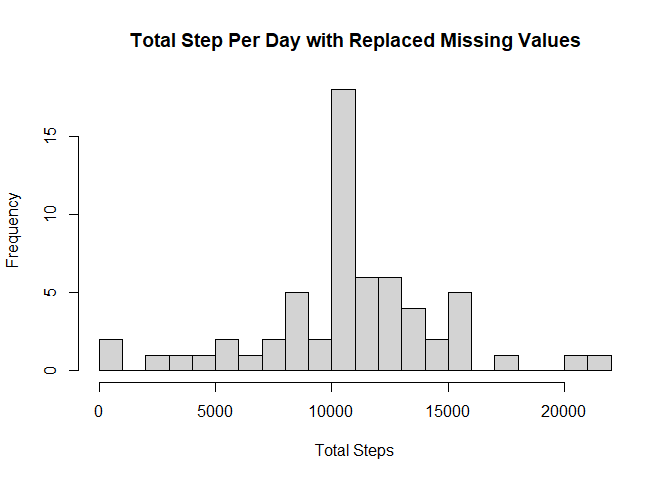 Total Step Per Day with Replaced Missing Values
15
10
5
0
Frequency
0 5000 10000 15000 20000
Total Steps